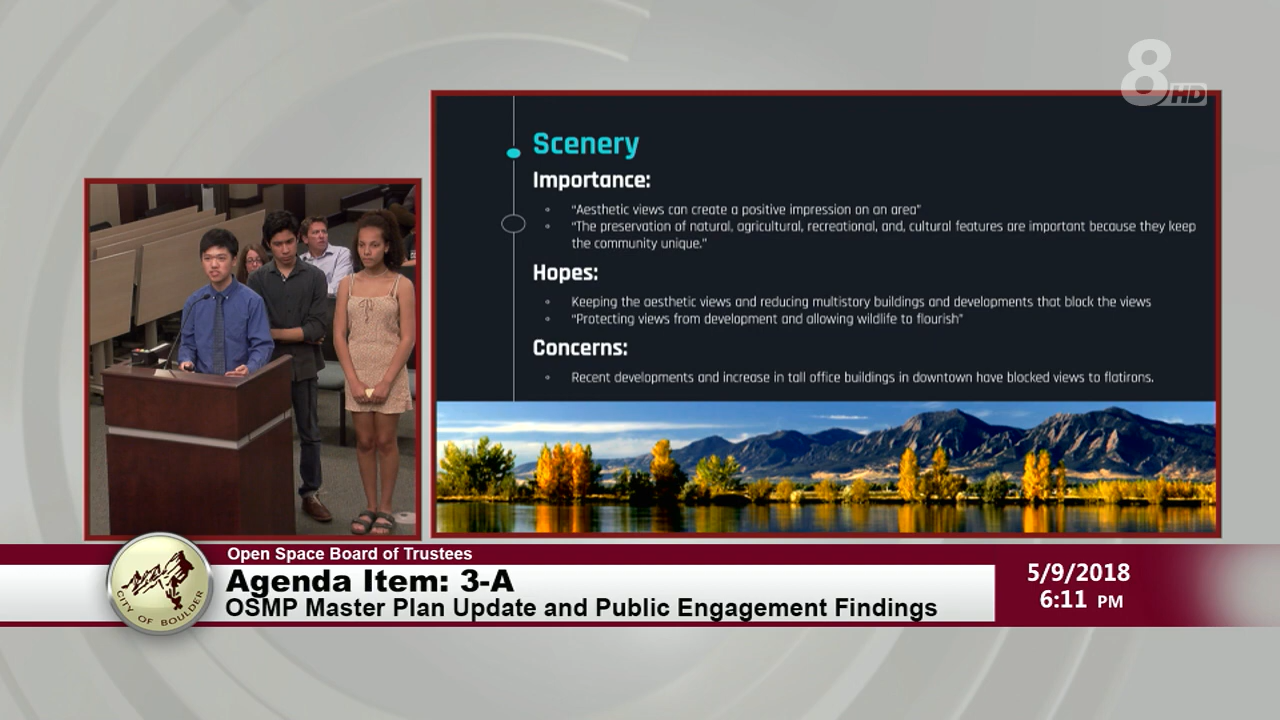 8
HD
Scenery
Importance:
“Aesthetic views can create a positive impression on an area”
“The preservation of natural, agricultural, recreational, and, cultural features are important because they keep
the community unique.”
Hopes:
Keeping the aesthetic views and reducing multistory buildings and developments that block the views
“Protecting views from development and allowing wildlife to flourish”
Concerns:
Recent developments and increase in tall office buildings in downtown have blocked views to flatirons.
Open Space Board of Trustees
Agenda Item: 3-A
OSMP Master Plan Update and Public Engagement Findings
CITY OF BOULDER
5/9/2018
6:11 PM